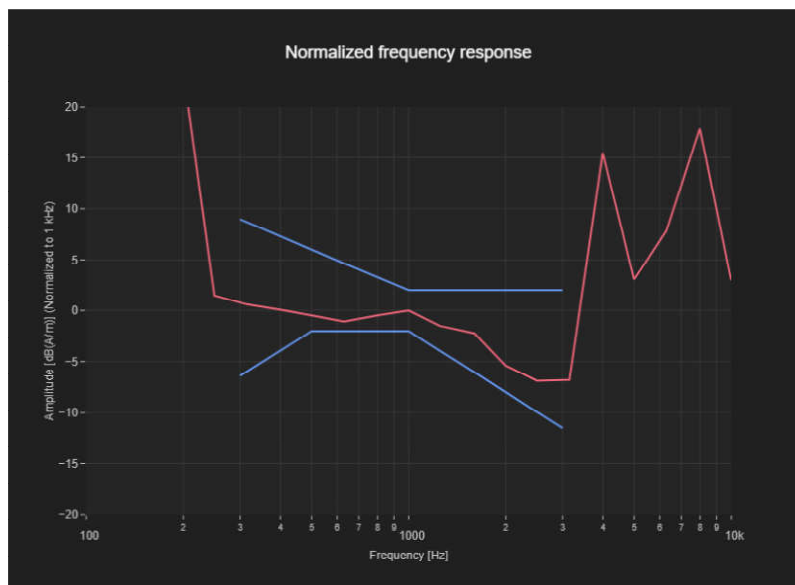 Normalized frequency response
Amplitude [dB(A/m)] (Normalized to 1 kHz)
20
15
10
5
0
−5
−10
−15
−20
100 2 3 4 5 6 7 8 9 1000 2 3 4 5 6 7 8 9 10k
Frequency [Hz]